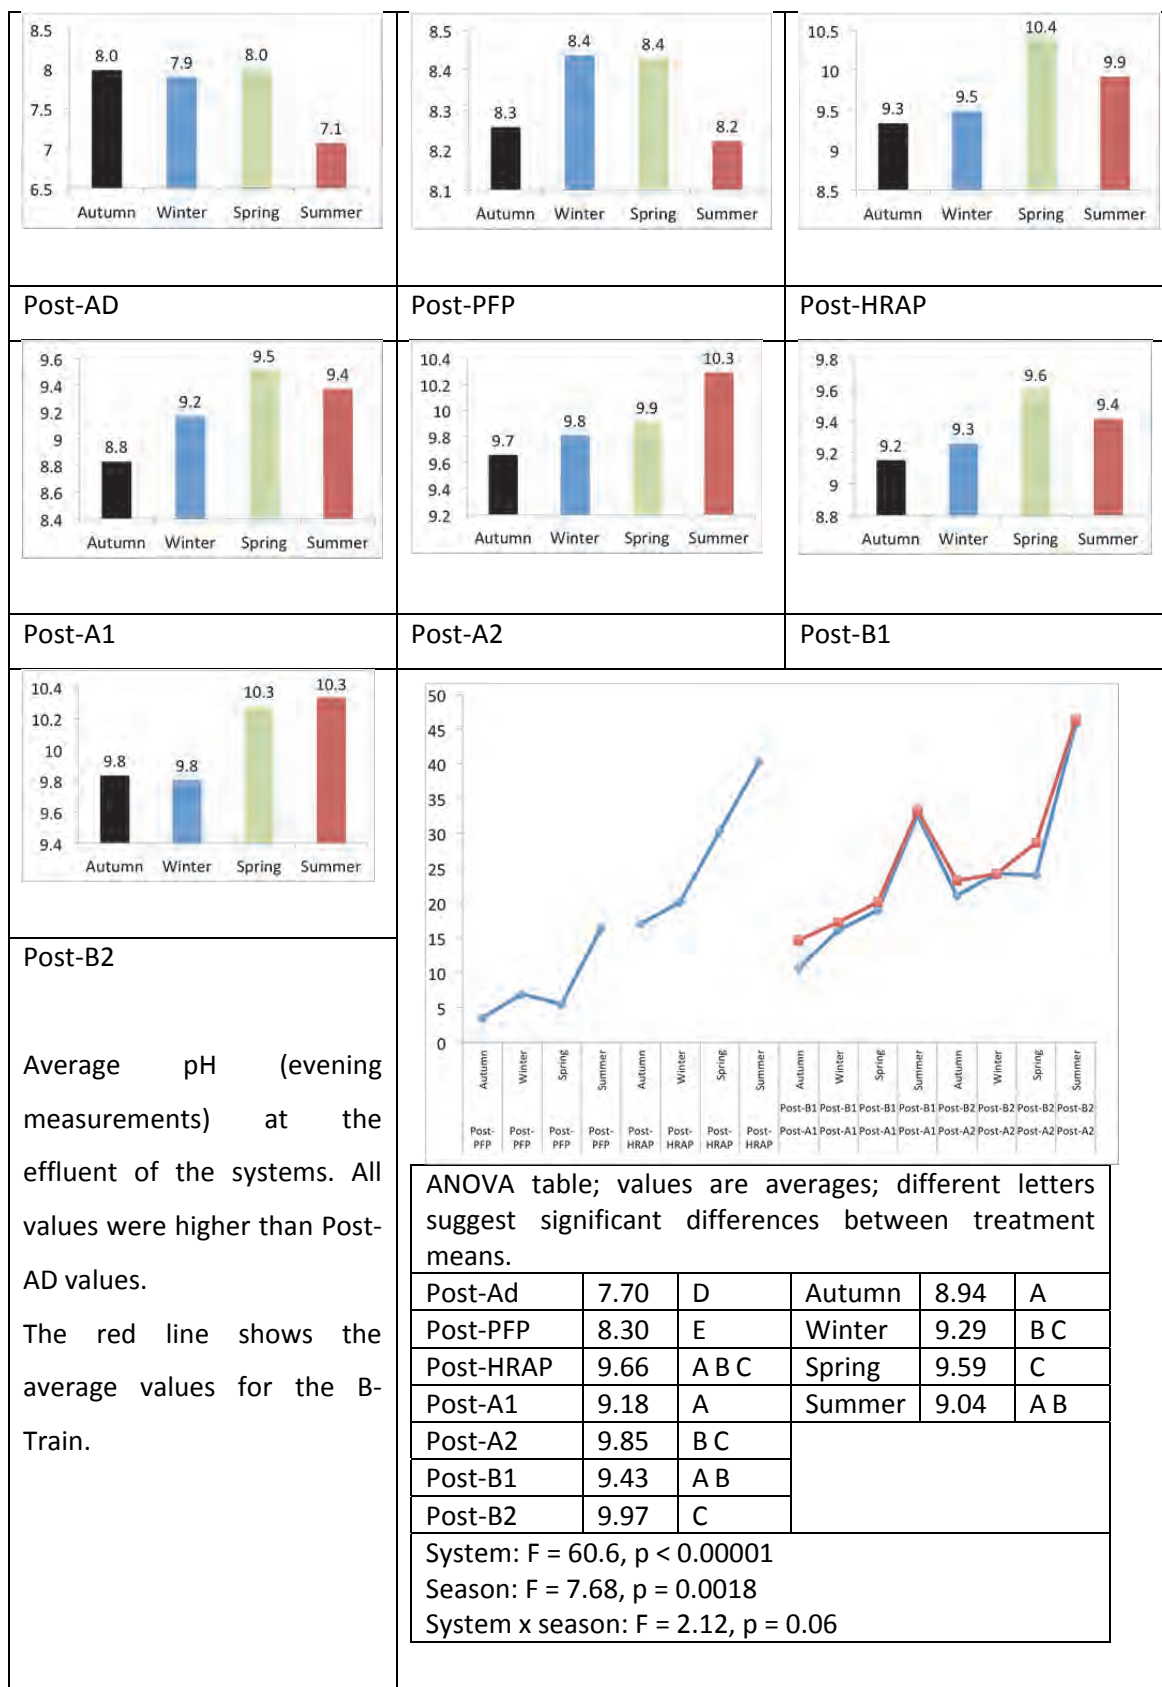 8.5
8
7.5
7
6.5
8.0
7.9
8.0
7.1
Autumn Winter Spring Summer
8.5
8.4
8.3
8.2
8.1
8.3
8.4
8.4
8.2
Autumn Winter Spring Summer
10.5
10
9.5
9
8.5
9.3
9.5
10.4
9.9
Autumn Winter Spring Summer
Post-AD
Post-PFP
Post-HRAP
9.6
9.4
9.2
9
8.8
8.6
8.4
8.8
9.2
9.5
9.4
Autumn Winter Spring Summer
10.4
10.2
10
9.8
9.6
9.4
9.2
9.7
9.8
9.9
10.3
Autumn Winter Spring Summer
9.8
9.6
9.4
9.2
9
8.8
9.2
9.3
9.6
9.4
Autumn Winter Spring Summer
Post-A1
Post-A2
Post-B1
10.4
10.2
10
9.8
9.6
9.4
9.8
9.8
10.3
10.3
Autumn Winter Spring Summer
Post-B2
Average pH (evening
measurements) at the
effluent of the systems. All
values were higher than Post-
AD values.
The red line shows the
average values for the B-
Train.
50
45
40
35
30
25
20
15
10
5
0
Autumn Winter Spring Summer Autumn Winter Spring Summer Autumn Winter Spring Summer Autumn Winter Spring Summer
Post-B1 Post-B1 Post-B1 Post-B1 Post-B2 Post-B2 Post-B2 Post-B2
Post- Post- Post- Post- Post- Post- Post- Post- Post-A1 Post-A1 Post-A1 Post-A1 Post-A2 Post-A2 Post-A2 Post-A2
PFP PFP PFP PFP HRAP HRAP HRAP HRAP
ANOVA table; values are averages; different letters
suggest significant differences between treatment
means.
Post-Ad 7.70 D Autumn 8.94 A
Post-PFP 8.30 E Winter 9.29 B C
Post-HRAP 9.66 A B C Spring 9.59 C
Post-A1 9.18 A Summer 9.04 A B
Post-A2 9.85 B C
Post-B1 9.43 A B
Post-B2 9.97 C
System: F = 60.6, p < 0.00001
Season: F = 7.68, p = 0.0018
System x season: F = 2.12, p = 0.06